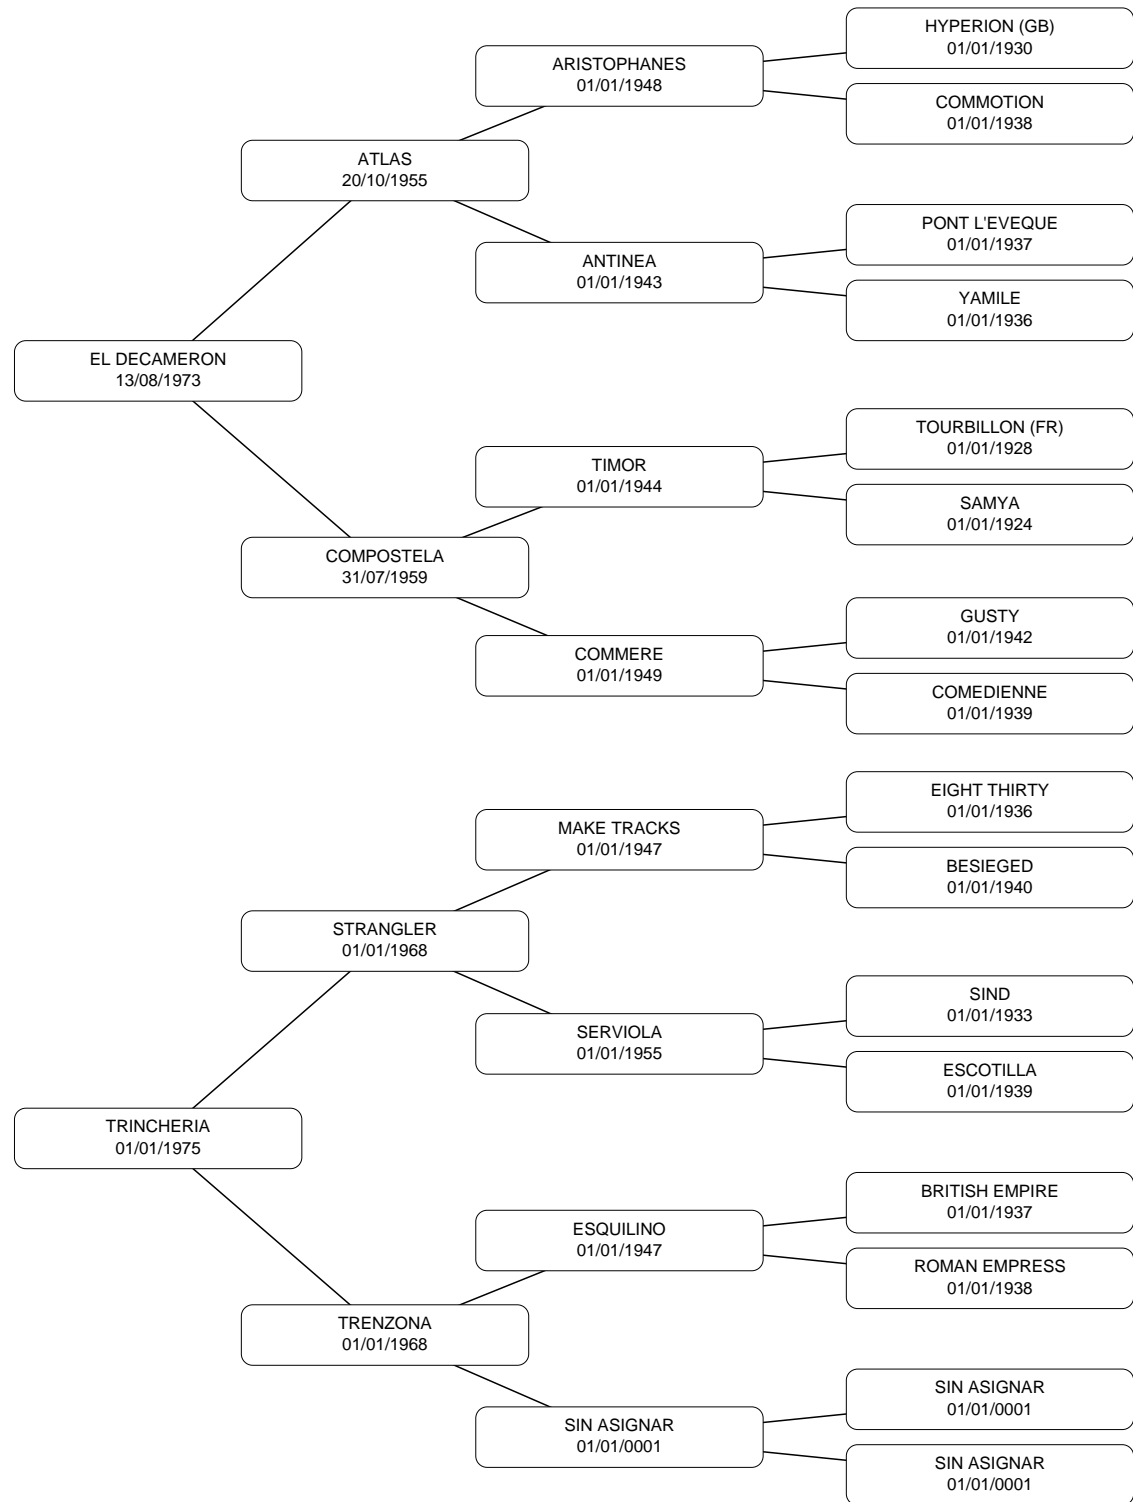 HYPERION (GB)
01/01/1930
ARISTOPHANES
01/01/1948
COMMOTION
01/01/1938
ATLAS
20/10/1955
PONT L'EVEQUE
01/01/1937
ANTINEA
01/01/1943
YAMILE
01/01/1936
EL DECAMERON
13/08/1973
TOURBILLON (FR)
01/01/1928
TIMOR
01/01/1944
SAMYA
01/01/1924
COMPOSTELA
31/07/1959
GUSTY
01/01/1942
COMMERE
01/01/1949
COMEDIENNE
01/01/1939
EIGHT THIRTY
01/01/1936
MAKE TRACKS
01/01/1947
BESIEGED
01/01/1940
STRANGLER
01/01/1968
SIND
01/01/1933
SERVIOLA
01/01/1955
ESCOTILLA
01/01/1939
TRINCHERIA
01/01/1975
BRITISH EMPIRE
01/01/1937
ESQUILINO
01/01/1947
ROMAN EMPRESS
01/01/1938
TRENZONA
01/01/1968
SIN ASIGNAR
01/01/0001
SIN ASIGNAR
01/01/0001
SIN ASIGNAR
01/01/0001